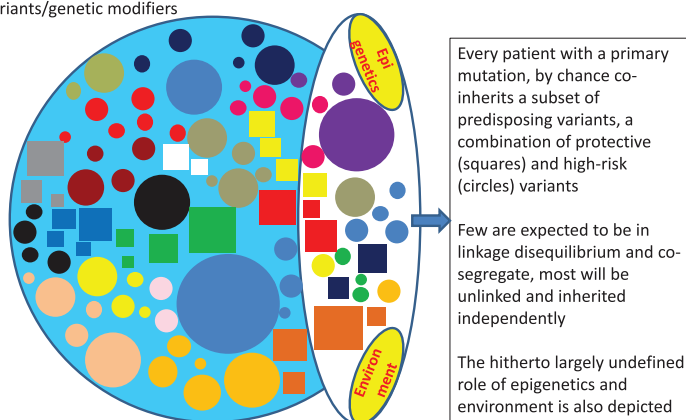 riants/genetic modifiers
Epi
genetics
Every patient with a primary
mutation, by chance co-
inherits a subset of
predisposing variants, a
combination of protective
(squares) and high-risk
(circles) variants
Few are expected to be in
linkage disequilibrium and co-
segregate, most will be
unlinked and inherited
independently
The hitherto largely undefined
role of epigenetics and
environment is also depicted
Environ
ment